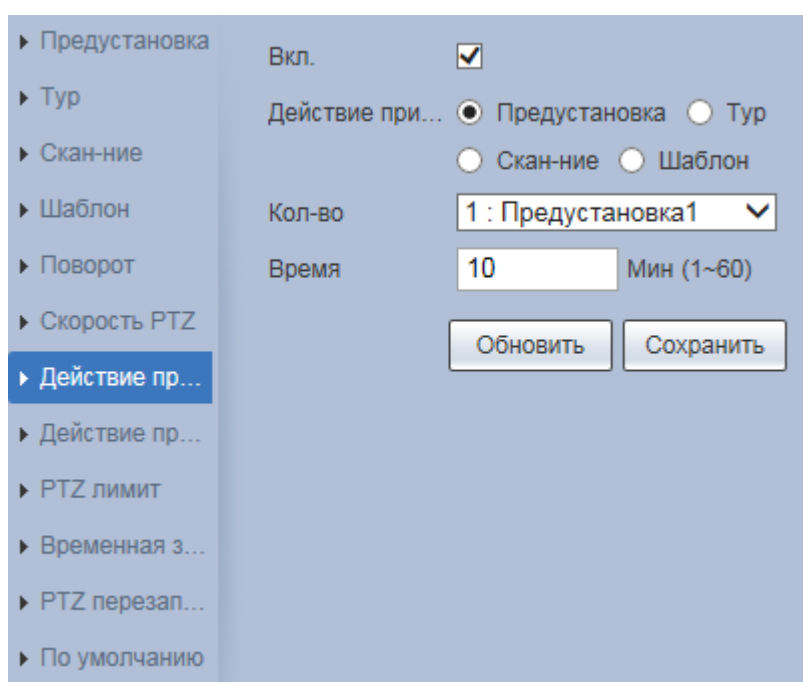 Предустановка
Тур
Скан-ние
Шаблон
Поворот
Скорость PTZ
Действие пр...
Действие пр...
PTZ лимит
Временная з...
PTZ перезап...
По умолчанию
Вкл.
Действие при... Предустановка Тур
Скан-ние Шаблон
Кол-во 1 : Предустановка1
Время 10 Мин (1~60)
Обновить Сохранить